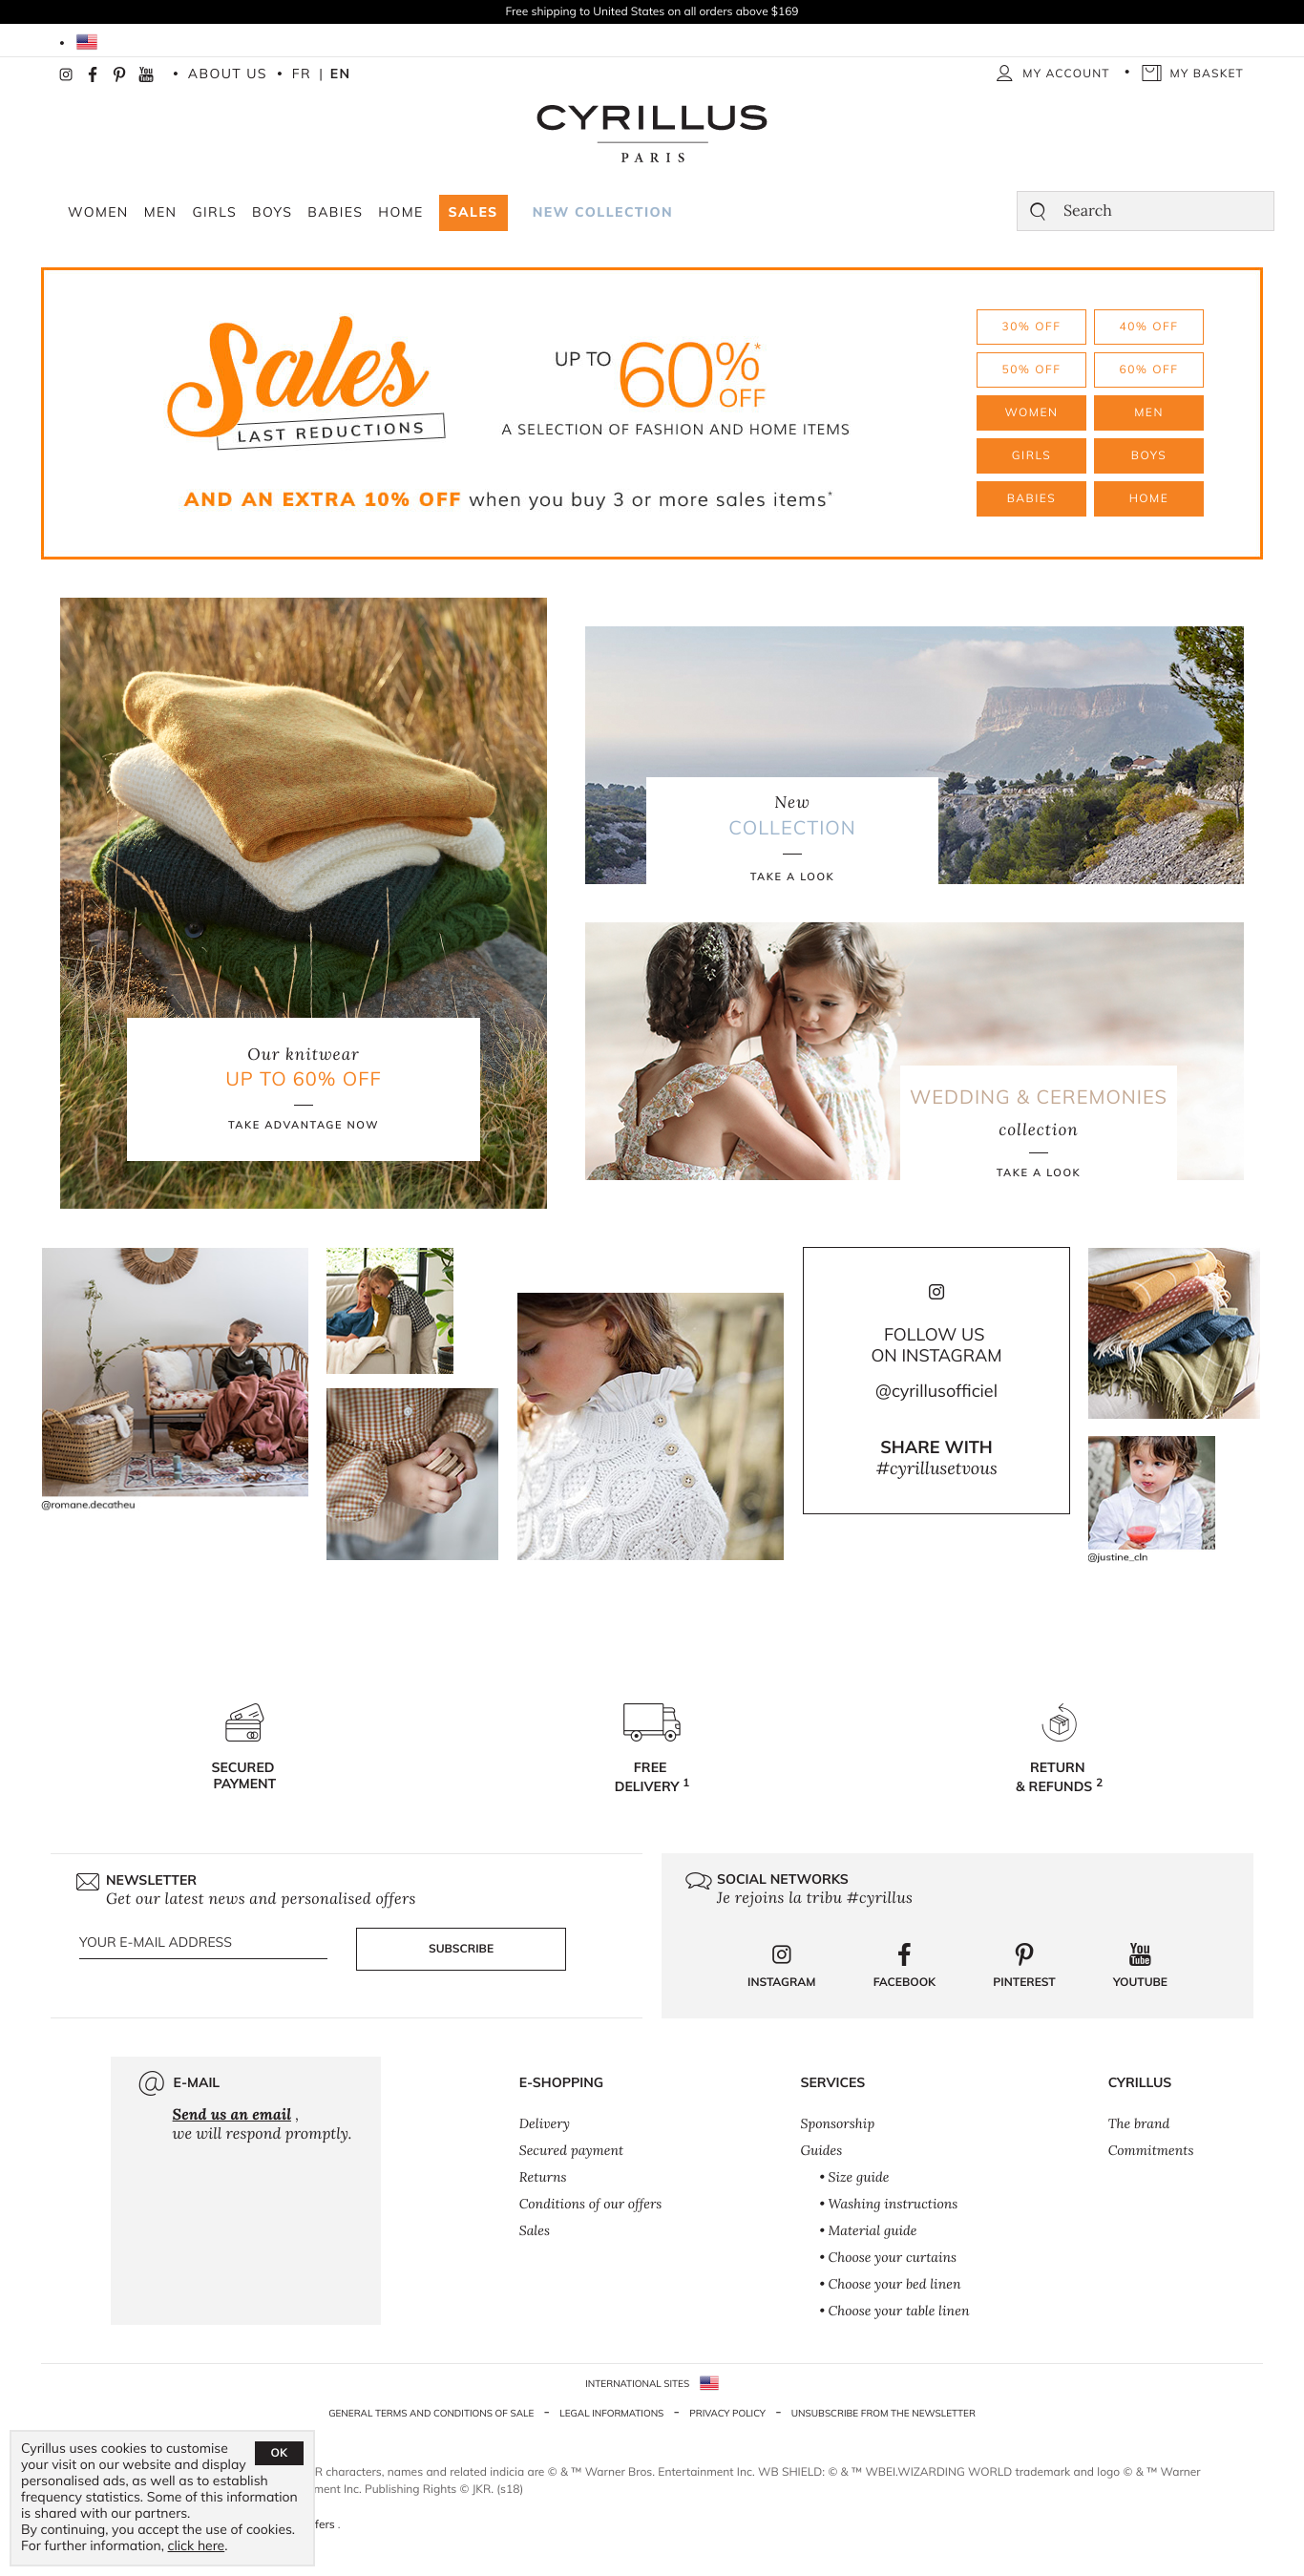 Free shipping to United States on all orders above $169
• ABOUT US • FR | EN
MY ACCOUNT • MY BASKET
CYRILLUS
PARIS
WOMEN MEN GIRLS BOYS BABIES HOME SALES NEW COLLECTION
Search
Sales
LAST REDUCTIONS
UP TO 60%* OFF
A SELECTION OF FASHION AND HOME ITEMS
AND AN EXTRA 10% OFF when you buy 3 or more sales items*
30% OFF 40% OFF
50% OFF 60% OFF
WOMEN MEN
GIRLS BOYS
BABIES HOME
Our knitwear
UP TO 60% OFF
TAKE ADVANTAGE NOW
New
COLLECTION
TAKE A LOOK
WEDDING & CEREMONIES
collection
TAKE A LOOK
@romane.decatheu
FOLLOW US
ON INSTAGRAM
@cyrillusofficiel
SHARE WITH
#cyrillusetvous
@justine_cln
SECURED
PAYMENT
FREE
DELIVERY 1
RETURN
& REFUNDS 2
NEWSLETTER
Get our latest news and personalised offers
YOUR E-MAIL ADDRESS
SUBSCRIBE
SOCIAL NETWORKS
Je rejoins la tribu #cyrillus
You Tube
INSTAGRAM FACEBOOK PINTEREST YOUTUBE
E-MAIL
Send us an email ,
we will respond promptly.
E-SHOPPING
Delivery
Secured payment
Returns
Conditions of our offers
Sales
SERVICES
Sponsorship
Guides
• Size guide
• Washing instructions
• Material guide
• Choose your curtains
• Choose your bed linen
• Choose your table linen
CYRILLUS
The brand
Commitments
INTERNATIONAL SITES
GENERAL TERMS AND CONDITIONS OF SALE - LEGAL INFORMATIONS - PRIVACY POLICY - UNSUBSCRIBE FROM THE NEWSLETTER
R characters, names and related indicia are © & ™ Warner Bros. Entertainment Inc. WB SHIELD: © & ™ WBEI.WIZARDING WORLD trademark and logo © & ™ Warner
ment Inc. Publishing Rights © JKR. (s18)
fers .
Cyrillus uses cookies to customise
your visit on our website and display
personalised ads, as well as to establish
frequency statistics. Some of this information
is shared with our partners.
By continuing, you accept the use of cookies.
For further information, click here.
OK